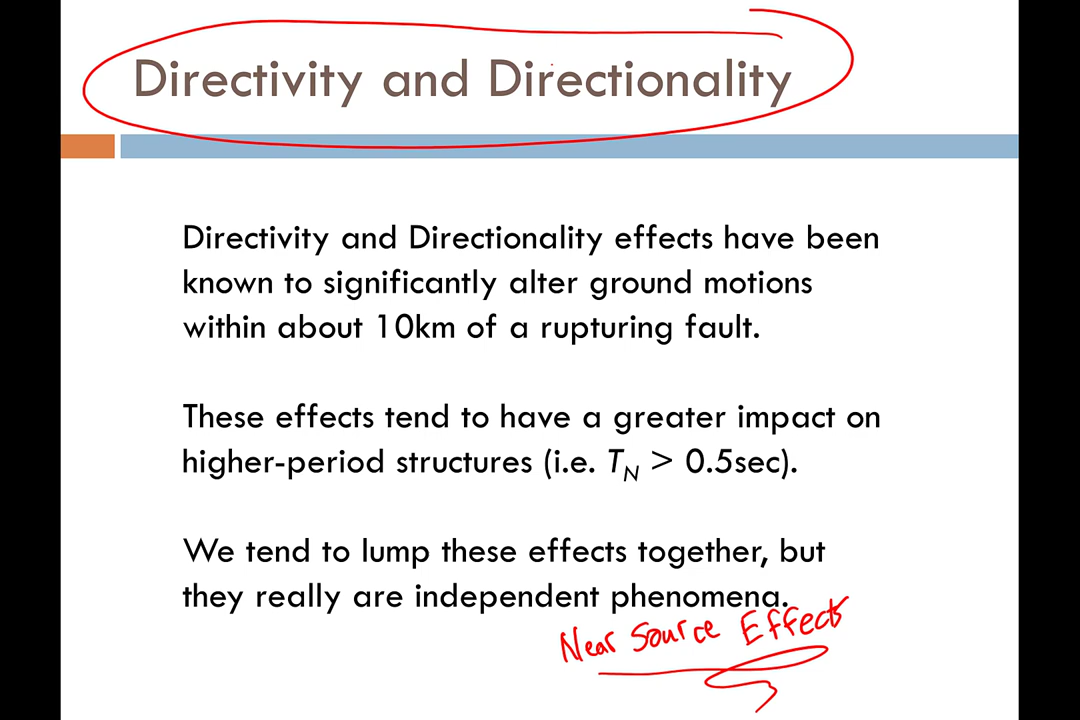 Directivity and Directionality
Directivity and Directionality effects have been
known to significantly alter ground motions
within about 10km of a rupturing fault.
These effects tend to have a greater impact on
higher-period structures (i.e. TN > 0.5sec).
We tend to lump these effects together, but
they really are independent phenomena.
Near Source Effects